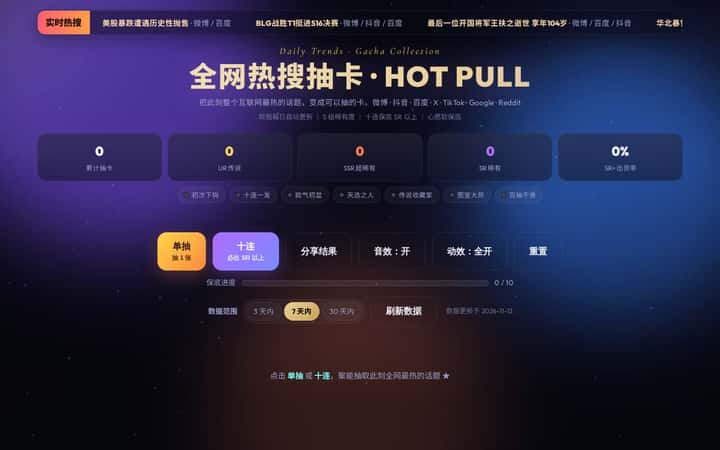 实时热搜 美股暴跌遭遇历史性抛售 · 微博 / 百度 BLG战胜T1挺进S16决赛 · 微博 / 抖音 / 百度 最后一位开国将军王扶之逝世 享年104岁 · 微博 / 百度 / 抖音 华北暴
Daily Trends · Gacha Collection
全网热搜抽卡 · HOT PULL
把此刻整个互联网最热的话题，变成可以抽的卡。微博 · 抖音 · 百度 · X · TikTok · Google · Reddit
数据每日自动更新 ｜ 5 级稀有度 ｜ 十连保底 SR 以上 ｜ 心愿软保底
0 0 0 0 0%
累计抽卡 UR 传说 SSR 超稀有 SR 稀有 SR+ 出货率
初次下钩 十连一发 欧气初显 天选之人 传说收藏家 图鉴大师 百抽不悔
单抽 十连 分享结果 音效：开 动效：全开 重置
抽 1 张 必出 SR 以上
保底进度 0 / 10
数据范围 3 天内 7 天内 30 天内 刷新数据 数据更新于 2026-11-12
点击 单抽 或 十连，聚能抽取此刻全网最热的话题 ★